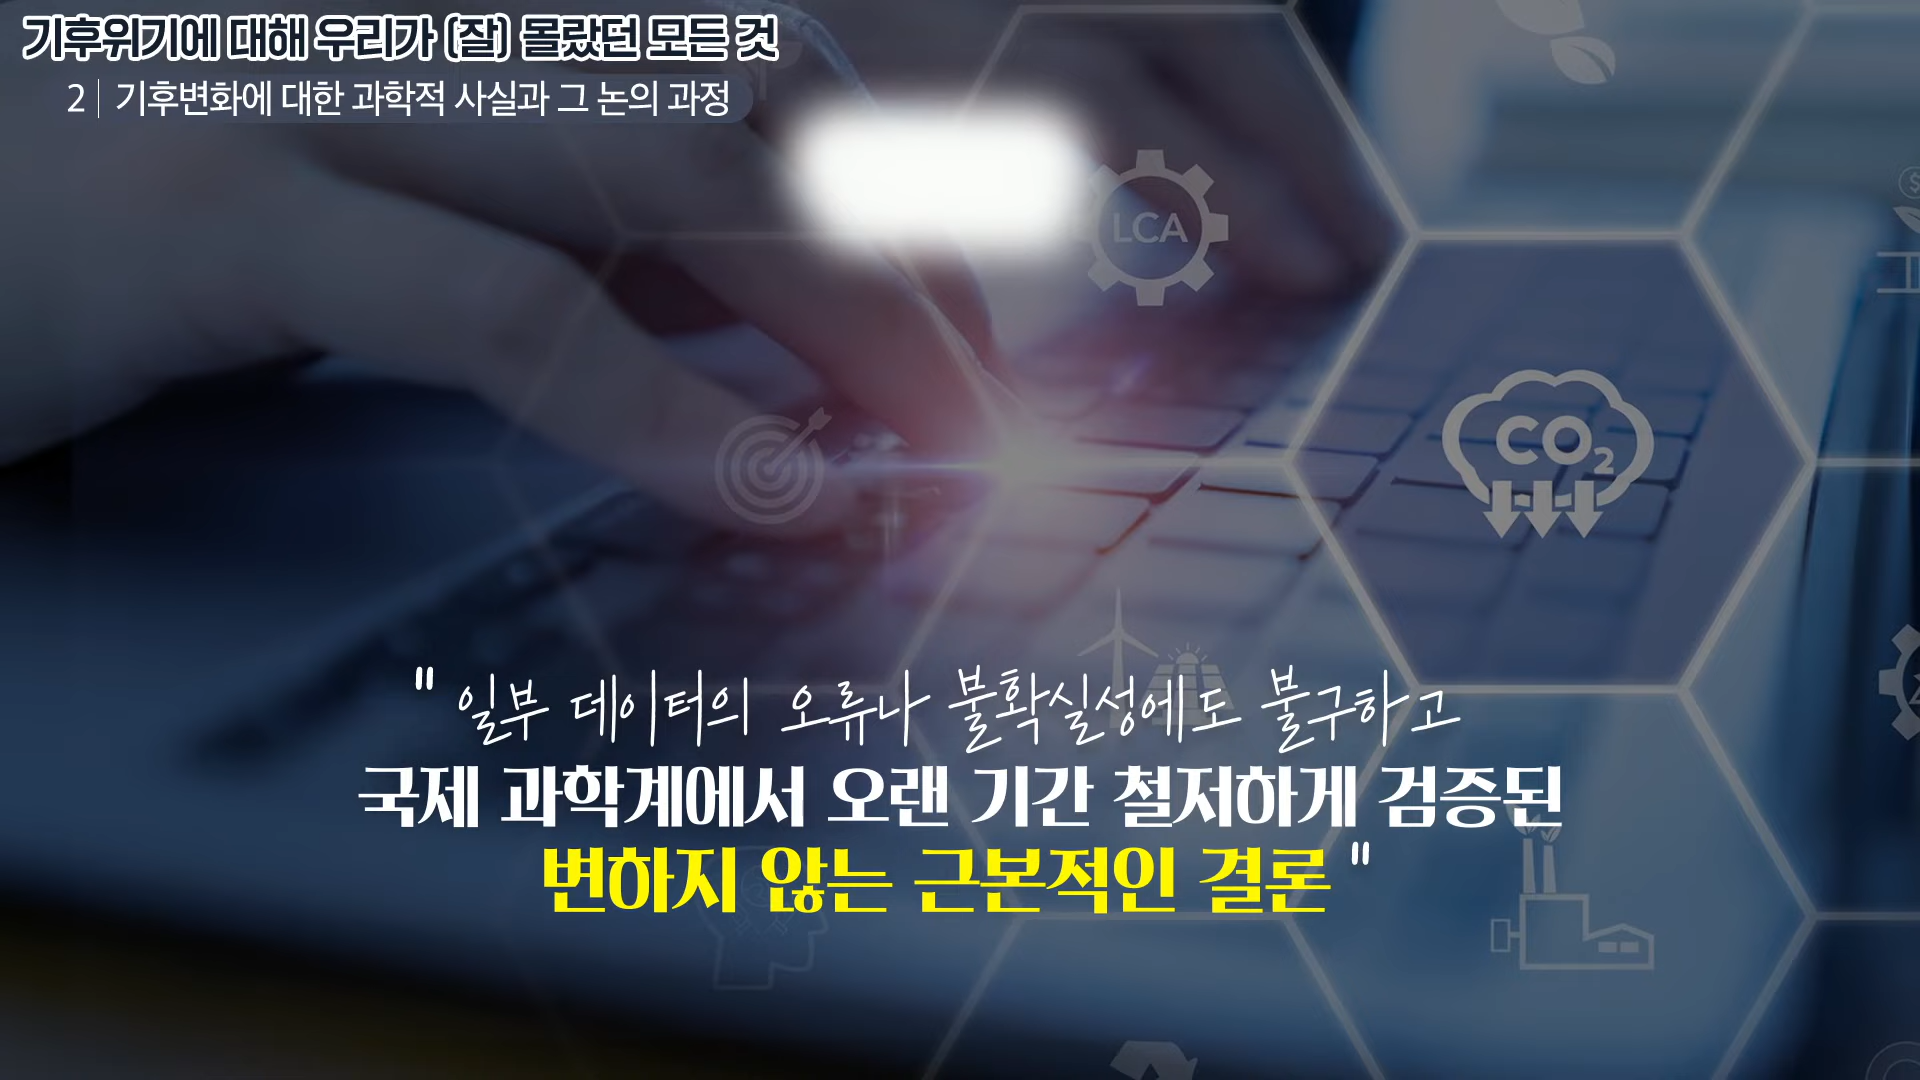 기후위기에 대해 우리가 (잘) 몰랐던 모든 것
2 | 기후변화에 대한 과학적 사실과 그 논의 과정
LCA
CO₂
" 일부 데이터의 오류나 불확실성에도 불구하고
국제 과학계에서 오랜 기간 철저하게 검증된
변하지 않는 근본적인 결론 "